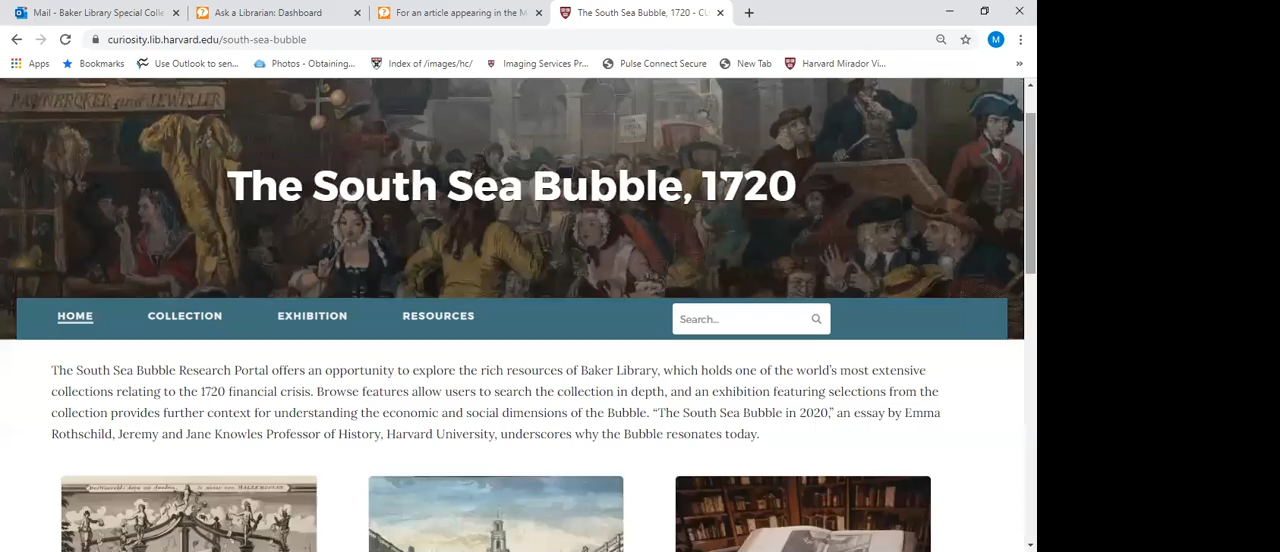 Mail - Baker Library Special Colle
Ask a Librarian: Dashboard
For an article appearing in the M
The South Sea Bubble, 1720 - CU
curiosity.lib.harvard.edu/south-sea-bubble
M
Apps
Bookmarks
Use Outlook to sen...
Photos - Obtaining...
Index of /images/hc/
Imaging Services Pr...
Pulse Connect Secure
New Tab
Harvard Mirador Vi...
»
PAWNBROKER and JEWELLER
The South Sea Bubble, 1720
HOME
COLLECTION
EXHIBITION
RESOURCES
Search...
The South Sea Bubble Research Portal offers an opportunity to explore the rich resources of Baker Library, which holds one of the world’s most extensive
collections relating to the 1720 financial crisis. Browse features allow users to search the collection in depth, and an exhibition featuring selections from the
collection provides further context for understanding the economic and social dimensions of the Bubble. “The South Sea Bubble in 2020,” an essay by Emma
Rothschild, Jeremy and Jane Knowles Professor of History, Harvard University, underscores why the Bubble resonates today.